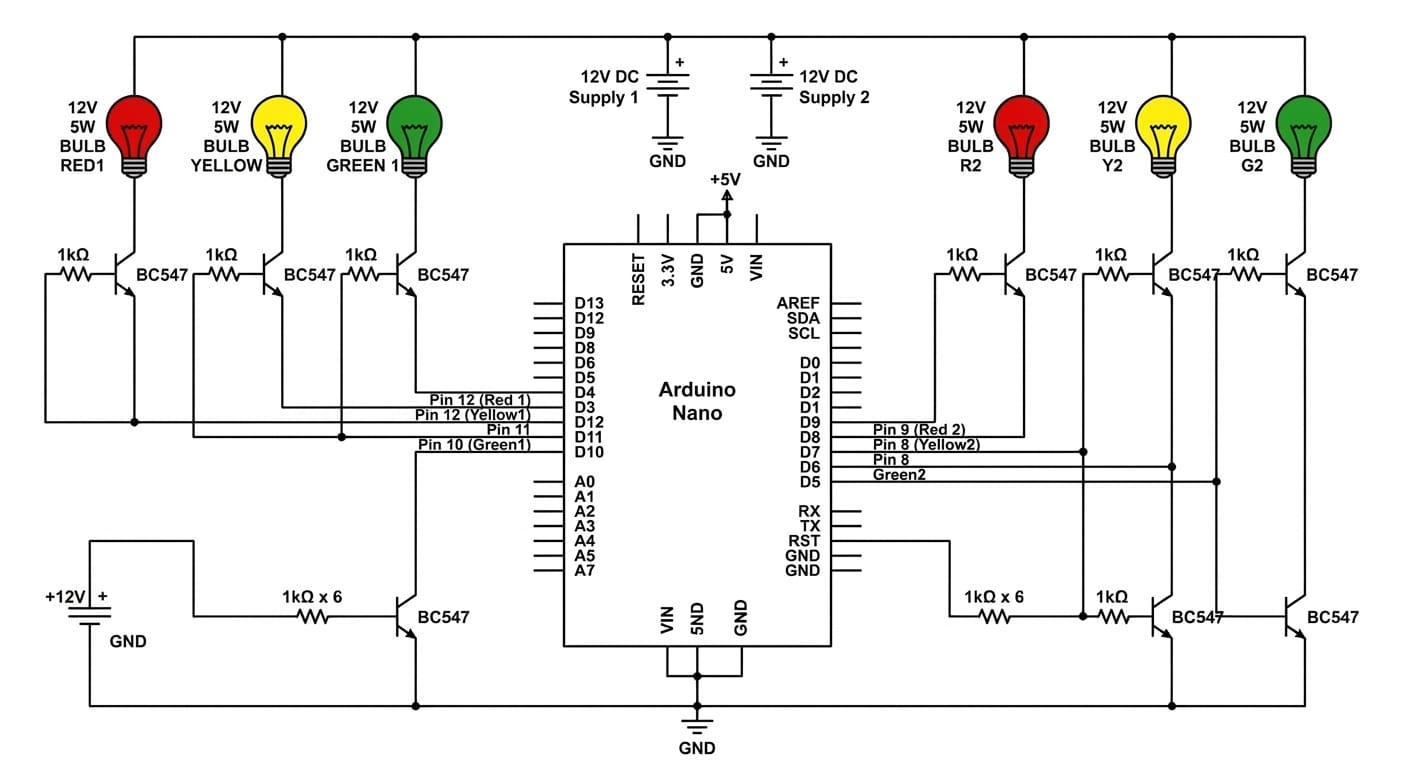 12V DC
Supply 1
+
+
12V DC
Supply 2
GND
GND
12V
5W
BULB
RED1
12V
5W
BULB
YELLOW
12V
5W
BULB
GREEN 1
12V
5W
BULB
R2
12V
5W
BULB
Y2
12V
5W
BULB
G2
+5V
1kΩ
BC547
1kΩ
BC547
1kΩ
BC547
1kΩ
BC547
1kΩ
BC547
1kΩ
BC547
RESET
3.3V
GND
5V
VIN
D13
D12
D9
D8
D6
D5
D4
D3
D12
D11
D10
A0
A1
A2
A3
A4
A5
A7
Arduino
Nano
AREF
SDA
SCL
D0
D1
D2
D1
D9
D8
D7
D6
D5
RX
TX
RST
GND
GND
Pin 12 (Red 1)
Pin 12 (Yellow1)
Pin 11
Pin 10 (Green1)
Pin 9 (Red 2)
Pin 8 (Yellow2)
Pin 8
Green2
+12V
+
GND
1kΩ x 6
BC547
VIN
5ND
GND
1kΩ x 6
1kΩ
BC547
BC547
GND